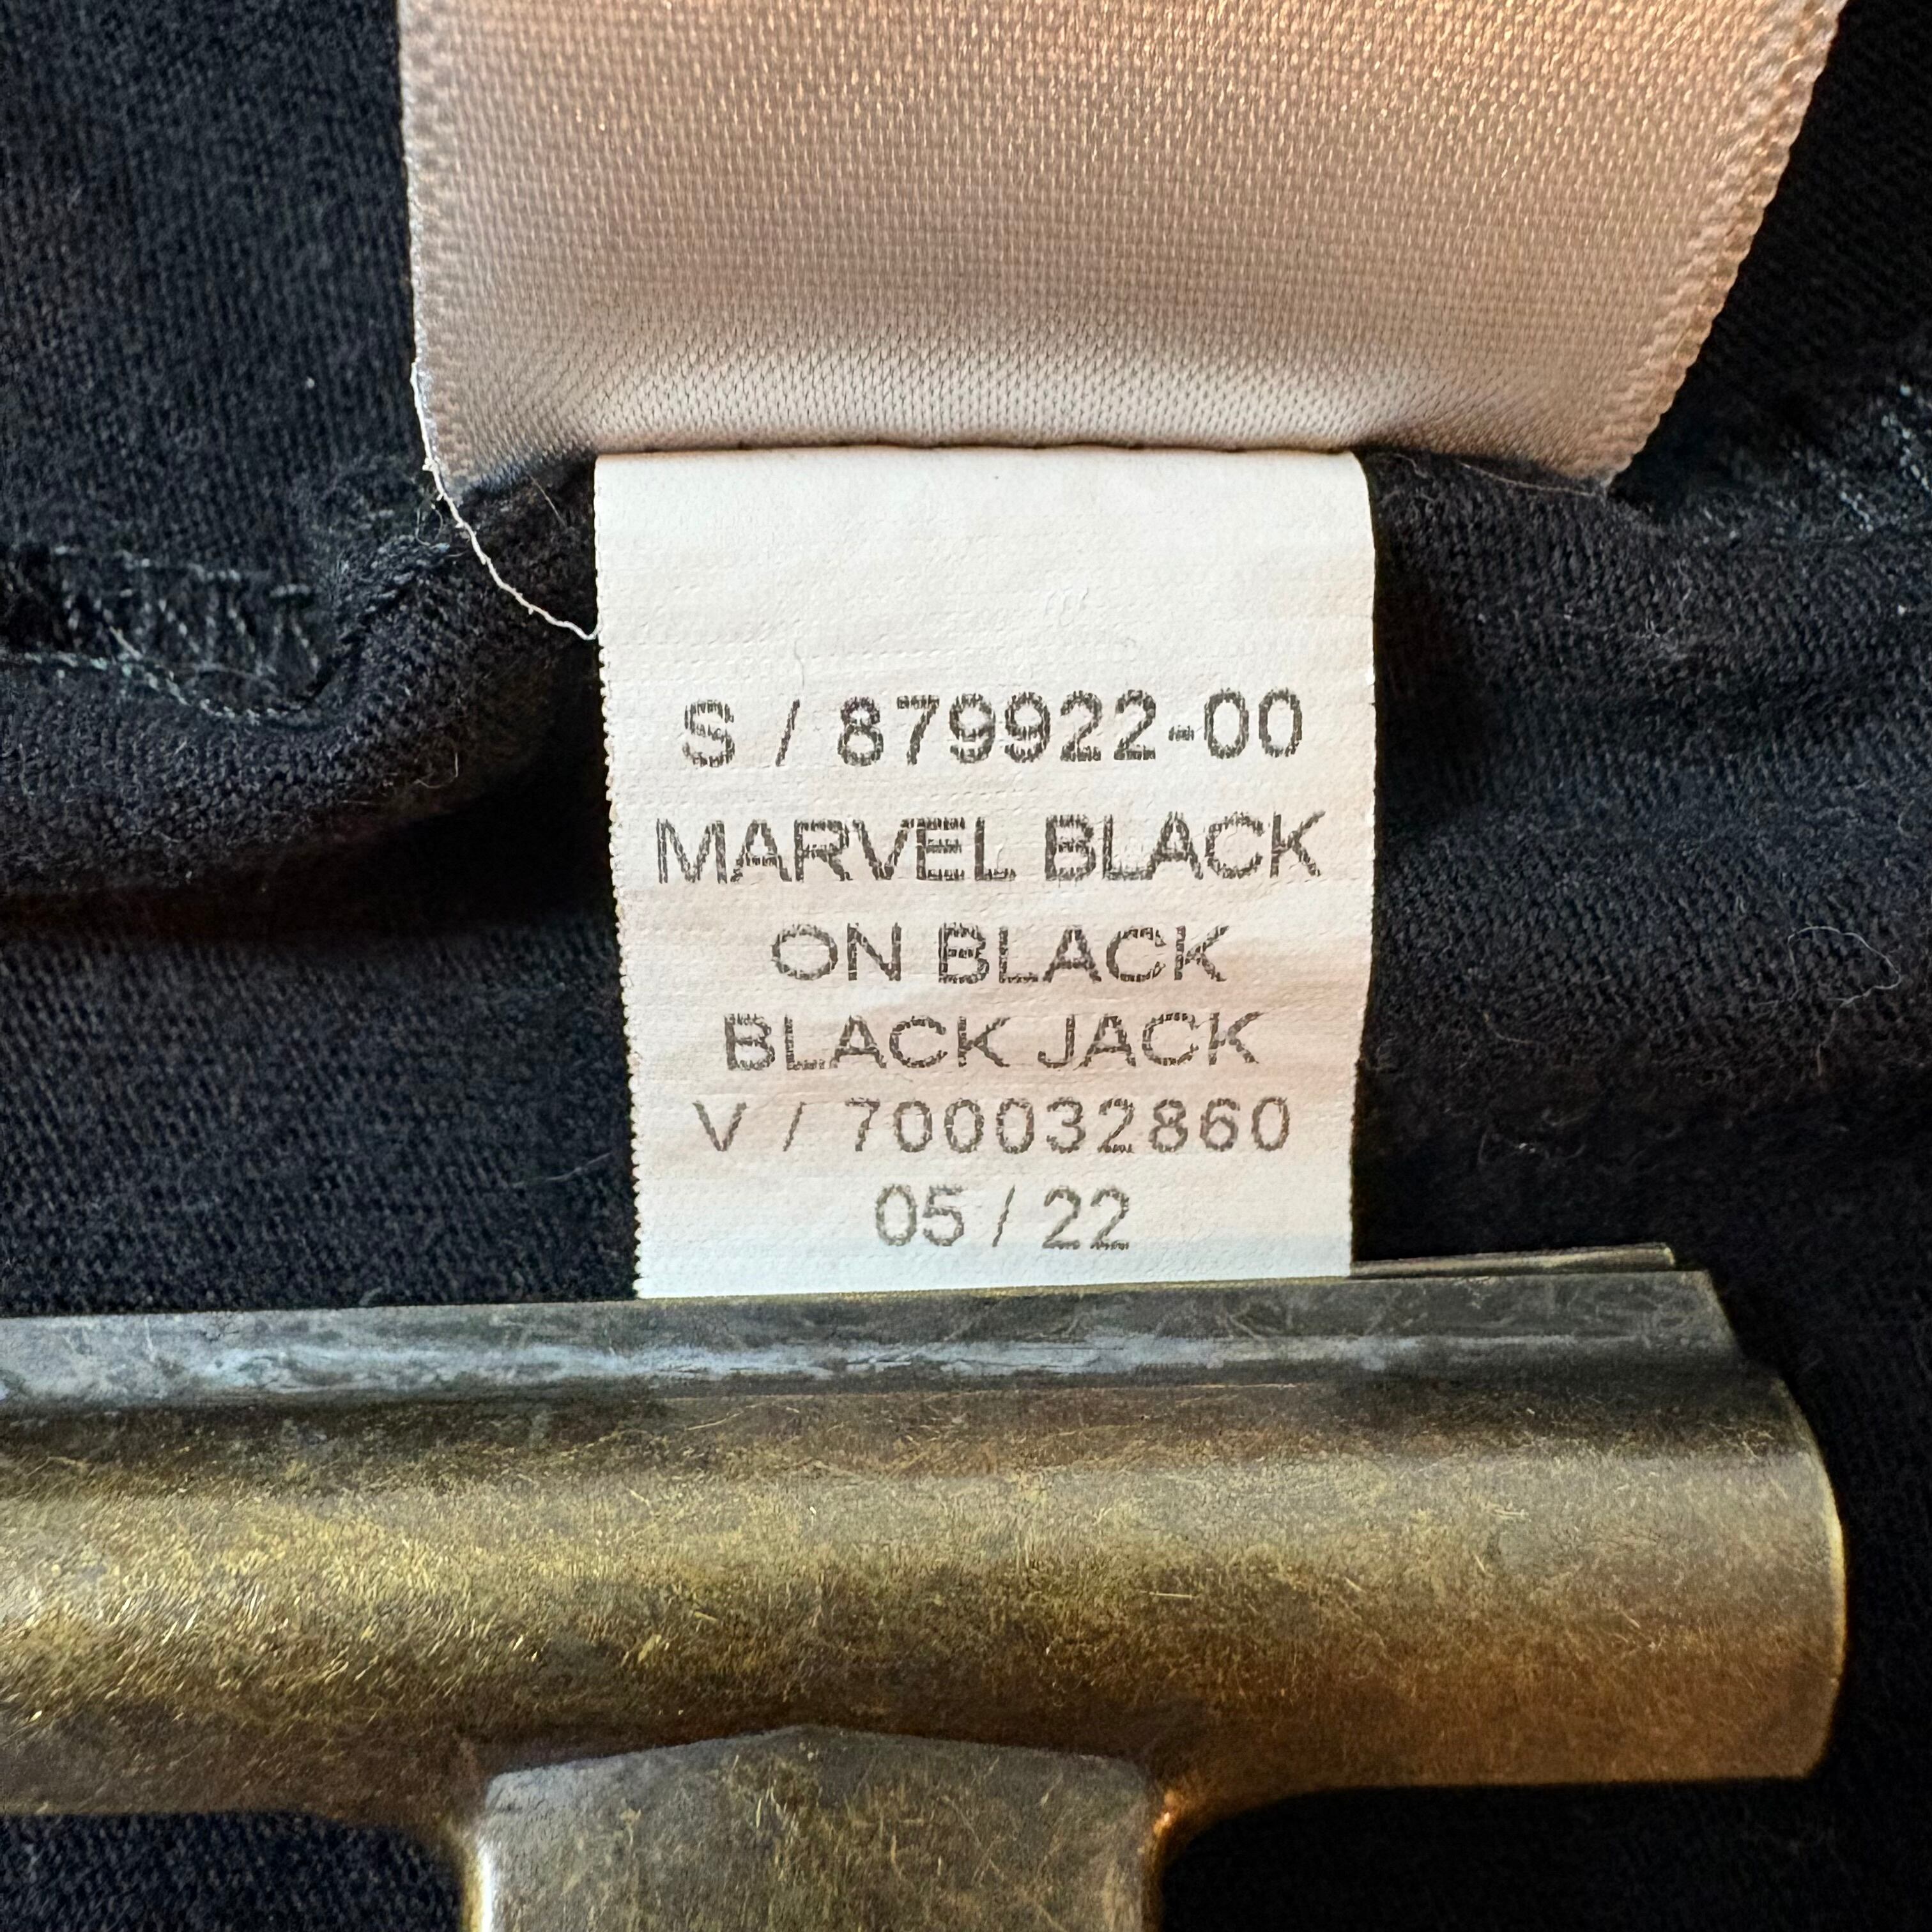 S / 879922-00
MARVEL BLACK
ON BLACK
BLACK JACK
V / 700032860
05 / 22